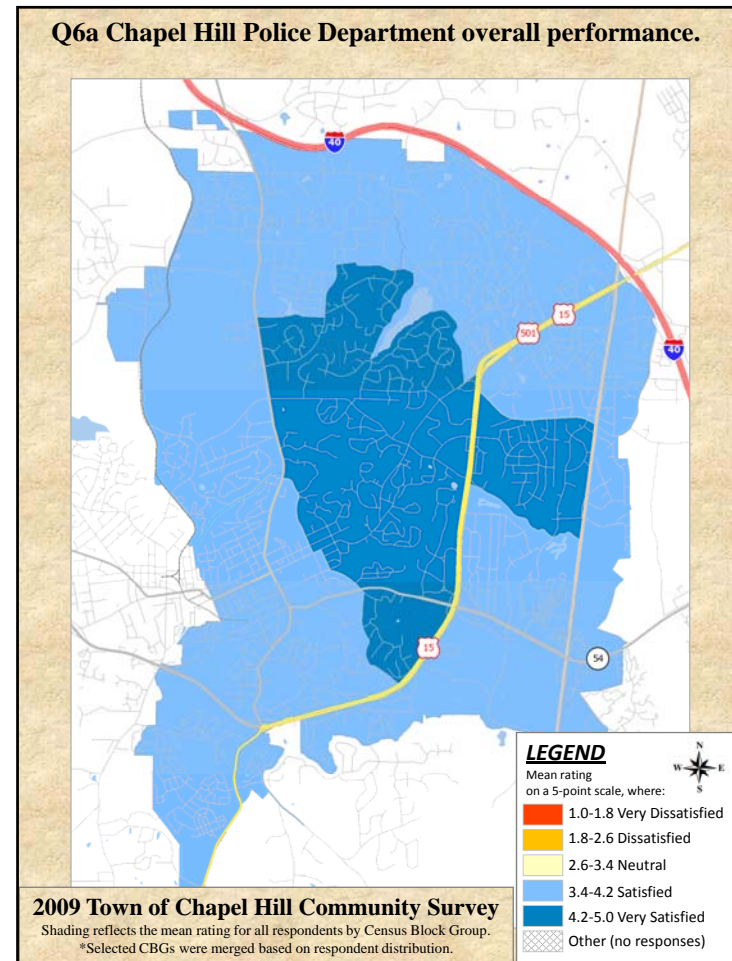 Q6a Chapel Hill Police Department overall performance.
40
15
501
40
15
54
LEGEND
Mean rating
on a 5-point scale, where:
N
W E
S
1.0-1.8 Very Dissatisfied
1.8-2.6 Dissatisfied
2.6-3.4 Neutral
3.4-4.2 Satisfied
4.2-5.0 Very Satisfied
Other (no responses)
2009 Town of Chapel Hill Community Survey
Shading reflects the mean rating for all respondents by Census Block Group.
*Selected CBGs were merged based on respondent distribution.